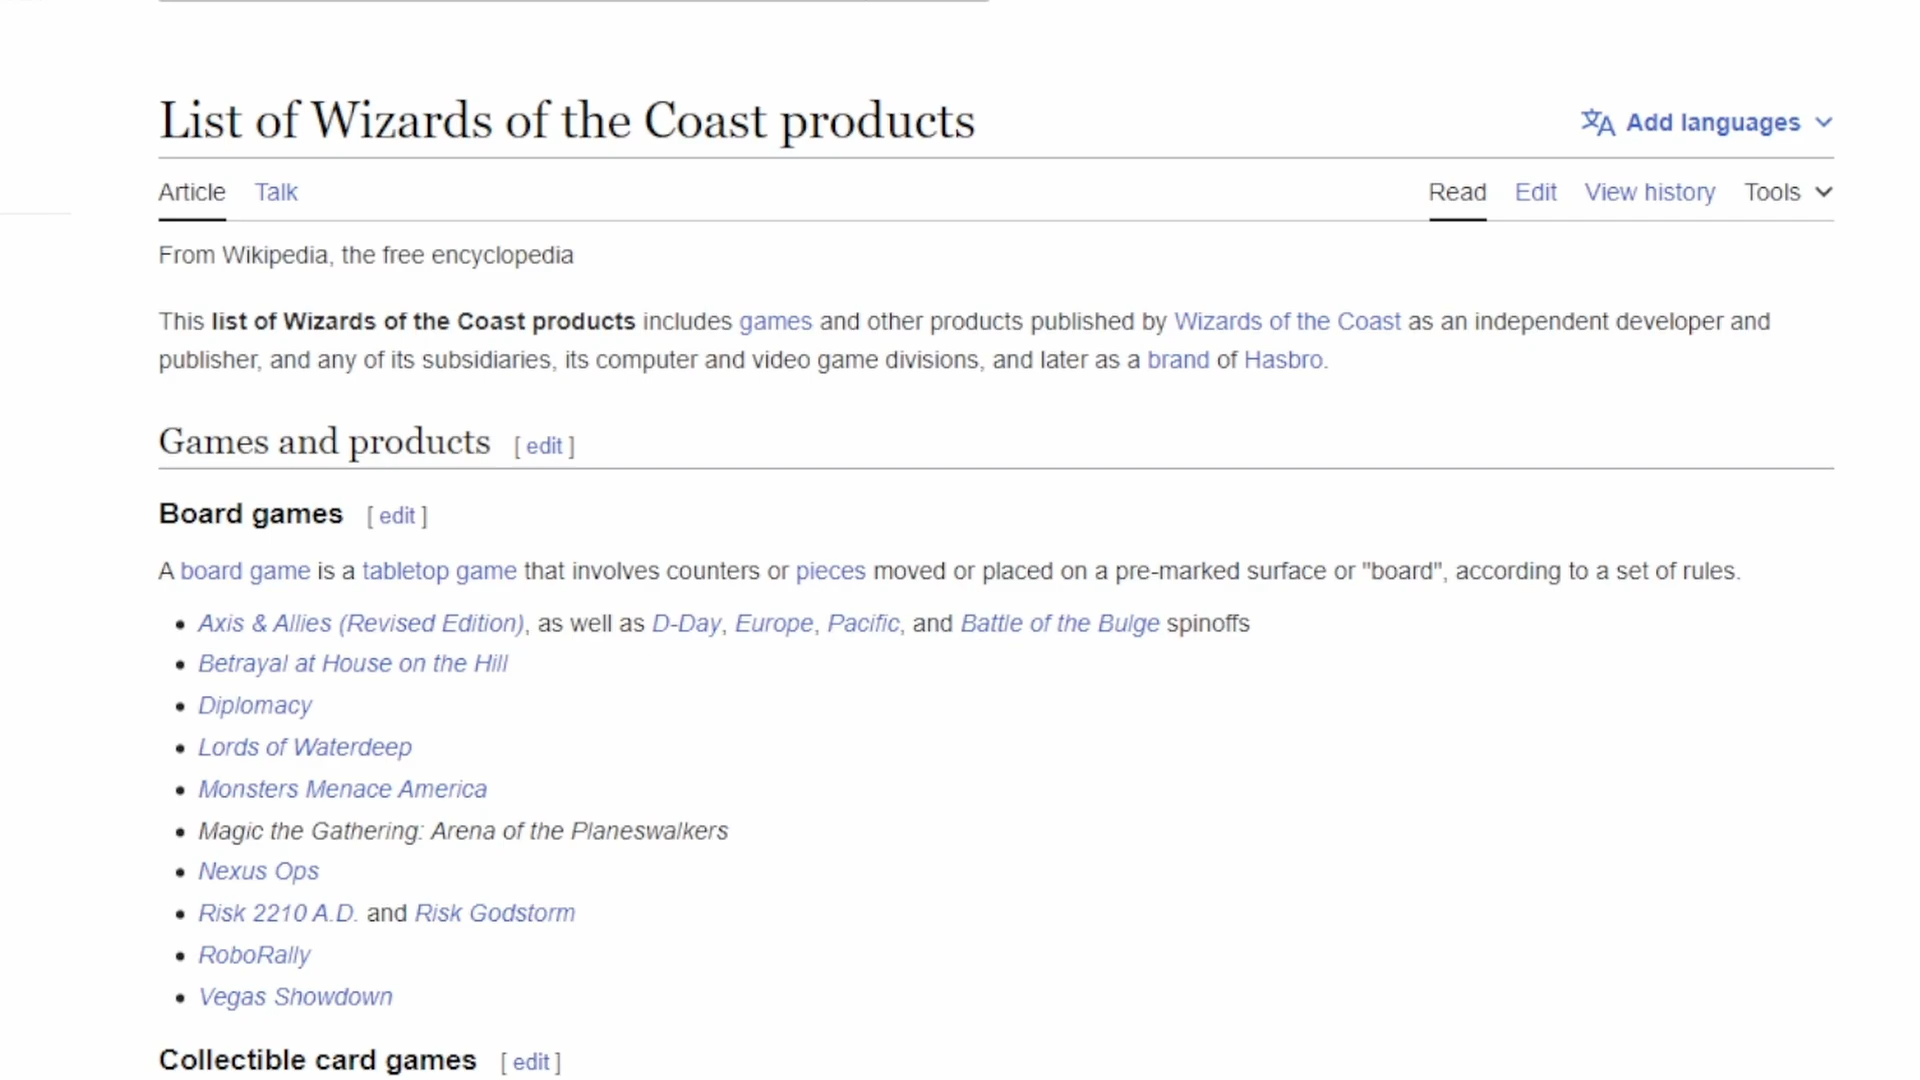 List of Wizards of the Coast products
Add languages
Article Talk
Read Edit View history Tools
From Wikipedia, the free encyclopedia
This list of Wizards of the Coast products includes games and other products published by Wizards of the Coast as an independent developer and
publisher, and any of its subsidiaries, its computer and video game divisions, and later as a brand of Hasbro.
Games and products [ edit ]
Board games [ edit ]
A board game is a tabletop game that involves counters or pieces moved or placed on a pre-marked surface or "board", according to a set of rules.
• Axis & Allies (Revised Edition), as well as D-Day, Europe, Pacific, and Battle of the Bulge spinoffs
• Betrayal at House on the Hill
• Diplomacy
• Lords of Waterdeep
• Monsters Menace America
• Magic the Gathering: Arena of the Planeswalkers
• Nexus Ops
• Risk 2210 A.D. and Risk Godstorm
• RoboRally
• Vegas Showdown
Collectible card games [ edit ]